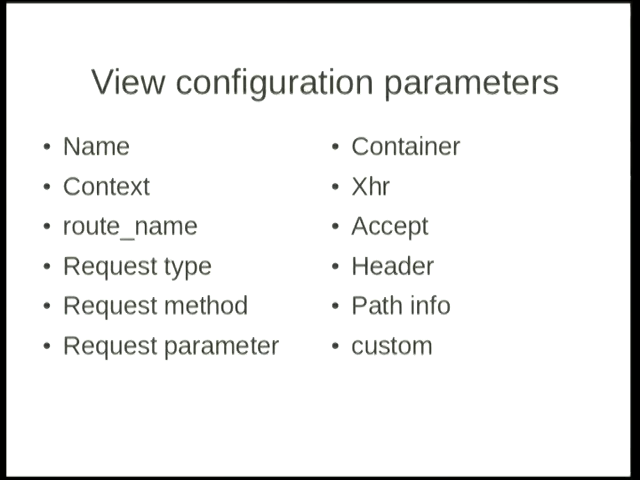 View configuration parameters
• Name
• Context
• route_name
• Request type
• Request method
• Request parameter
• Container
• Xhr
• Accept
• Header
• Path info
• custom